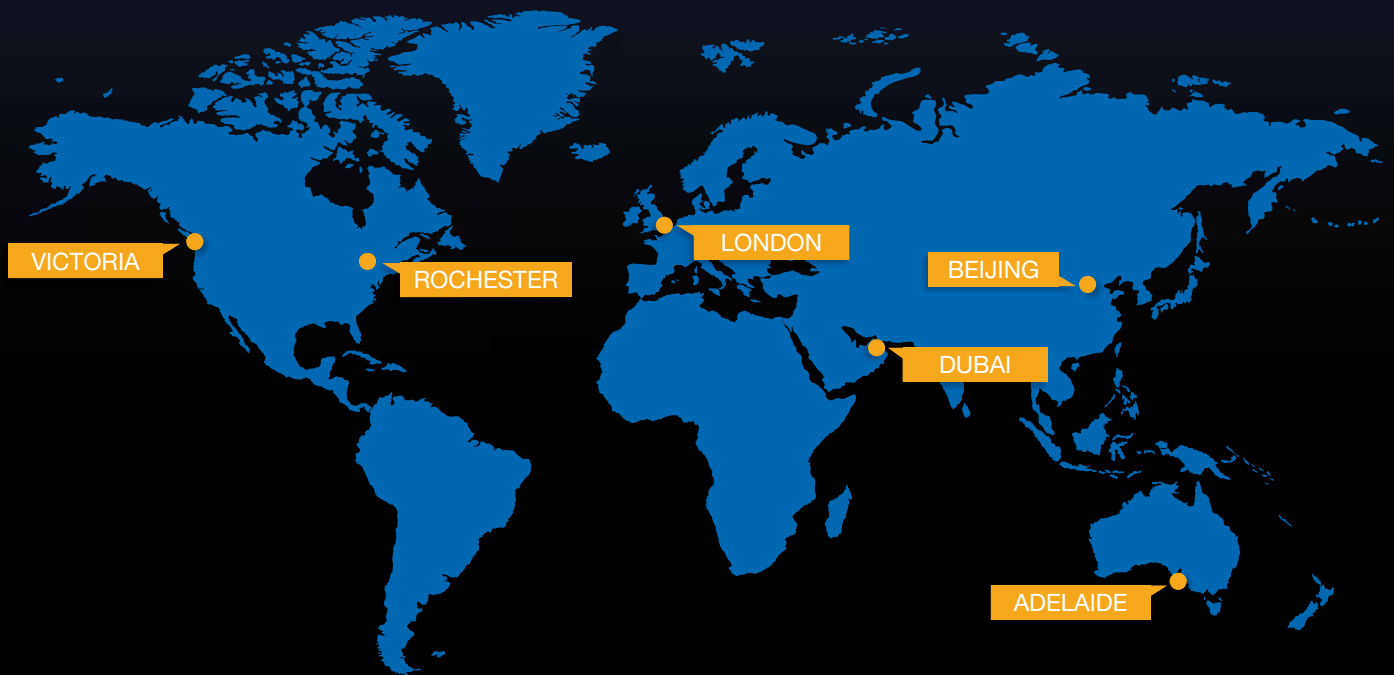 VICTORIA
ROCHESTER
LONDON
BEIJING
DUBAI
ADELAIDE